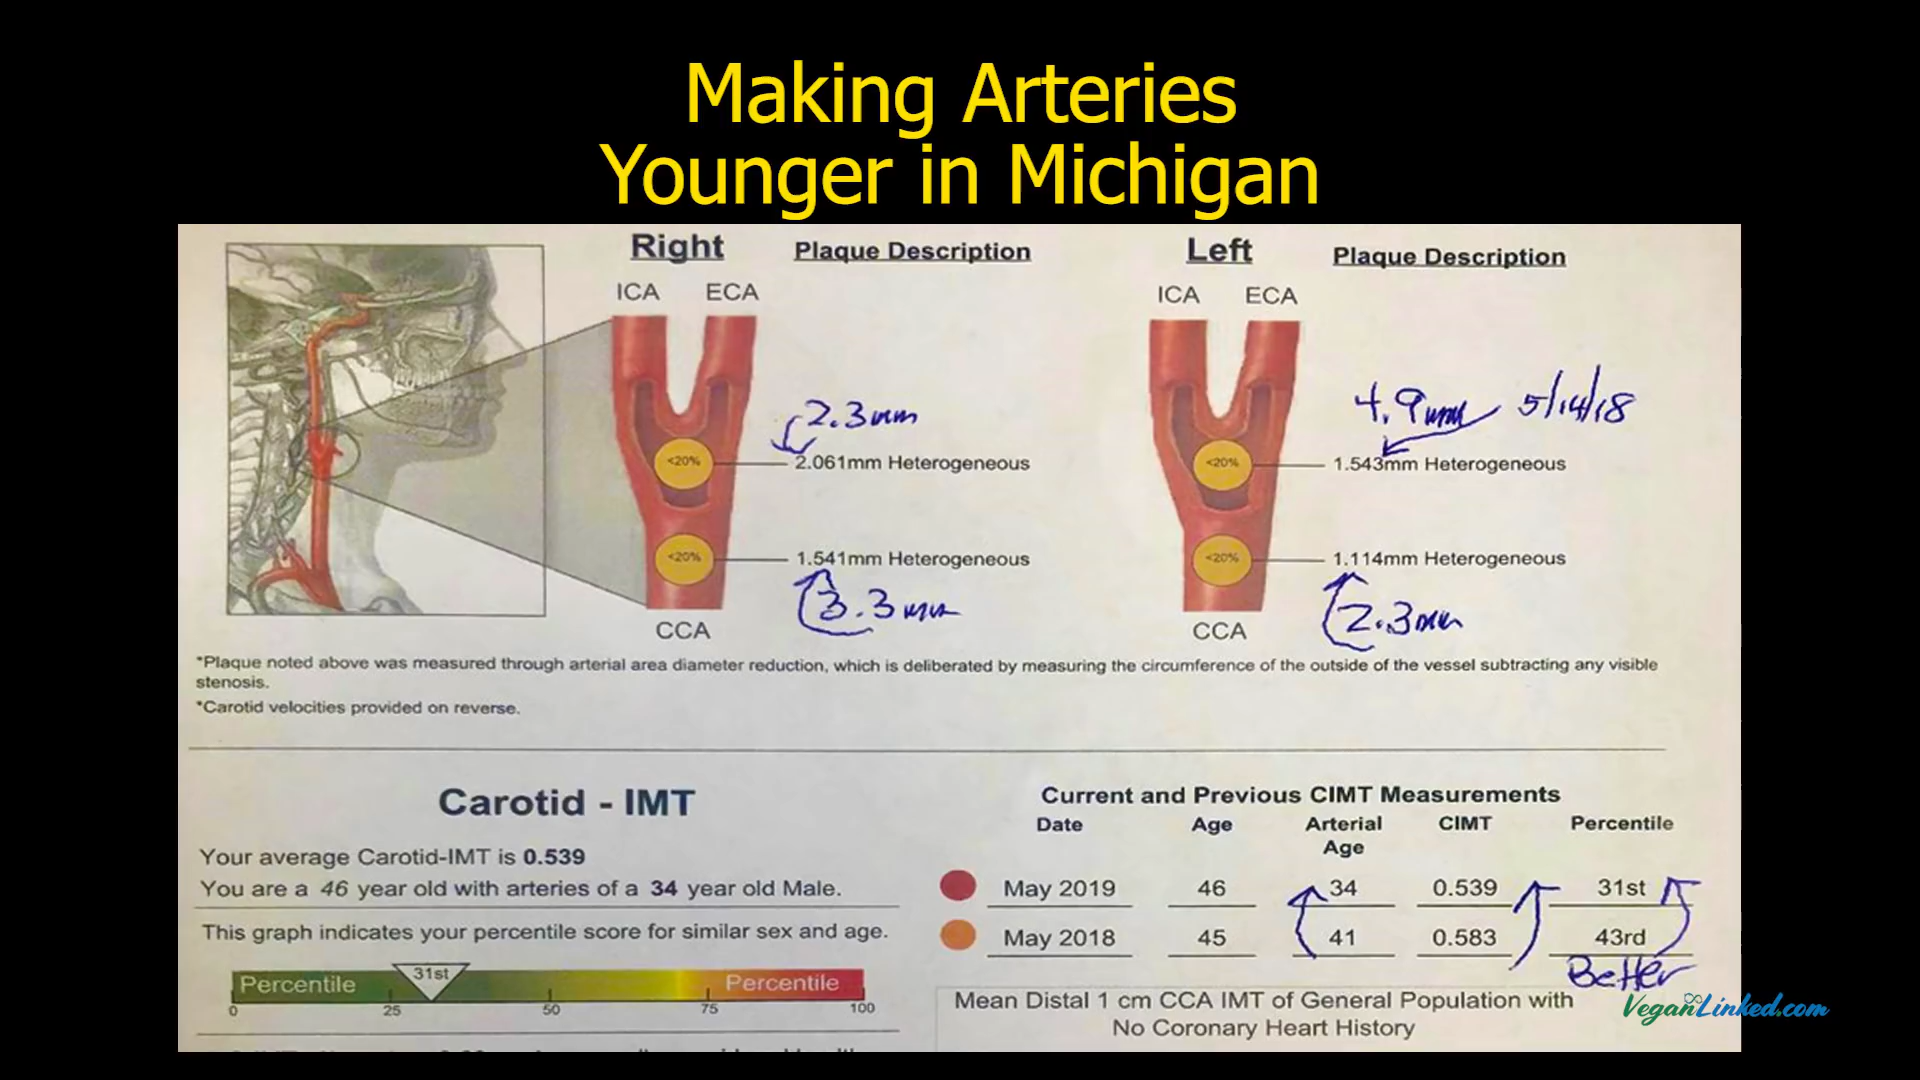 Making Arteries
Younger in Michigan
Right
Plaque Description
ICA ECA
2.3mm
<20%
2.061mm Heterogeneous
<20%
1.541mm Heterogeneous
3.3mm
CCA
Left
Plaque Description
ICA ECA
4.9mm 5/14/18
<20%
1.543mm Heterogeneous
<20%
1.114mm Heterogeneous
2.3mm
CCA
*Plaque noted above was measured through arterial area diameter reduction, which is deliberated by measuring the circumference of the outside of the vessel subtracting any visible
stenosis.
*Carotid velocities provided on reverse.
Carotid - IMT
Your average Carotid-IMT is 0.539
You are a 46 year old with arteries of a 34 year old Male.
This graph indicates your percentile score for similar sex and age.
Percentile 31st Percentile
0 25 50 75 100
Current and Previous CIMT Measurements
Date Age Arterial Age CIMT Percentile
May 2019 46 34 0.539 31st
May 2018 45 41 0.583 43rd
Better
Mean Distal 1 cm CCA IMT of General Population with
No Coronary Heart History
VeganLinked.com